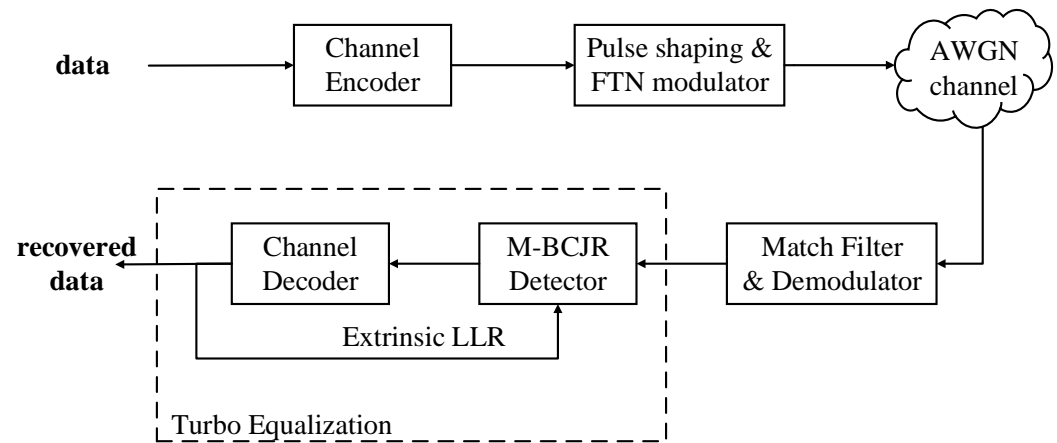 data
Channel
Encoder
Pulse shaping &
FTN modulator
AWGN
channel
recovered
data
Channel
Decoder
M-BCJR
Detector
Match Filter
& Demodulator
Extrinsic LLR
Turbo Equalization